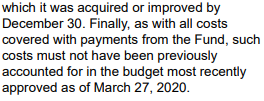 which it was acquired or improved by
December 30. Finally, as with all costs
covered with payments from the Fund, such
costs must not have been previously
accounted for in the budget most recently
approved as of March 27, 2020.